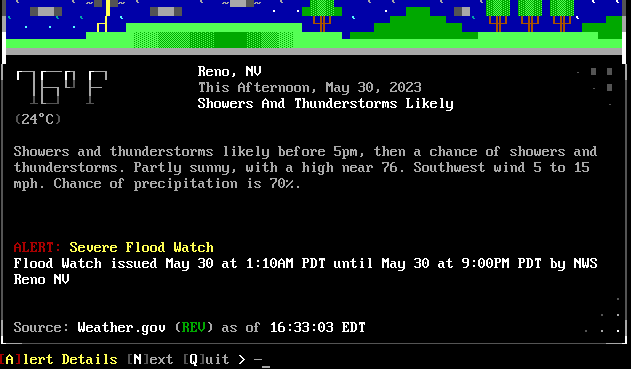 76°F
Reno, NV
This Afternoon, May 30, 2023
Showers And Thunderstorms Likely
(24°C)
Showers and thunderstorms likely before 5pm, then a chance of showers and
thunderstorms. Partly sunny, with a high near 76. Southwest wind 5 to 15
mph. Chance of precipitation is 70%.
ALERT: Severe Flood Watch
Flood Watch issued May 30 at 1:10AM PDT until May 30 at 9:00PM PDT by NWS
Reno NV
Source: Weather.gov (REV) as of 16:33:03 EDT
[A]lert Details [N]ext [Q]uit > -_